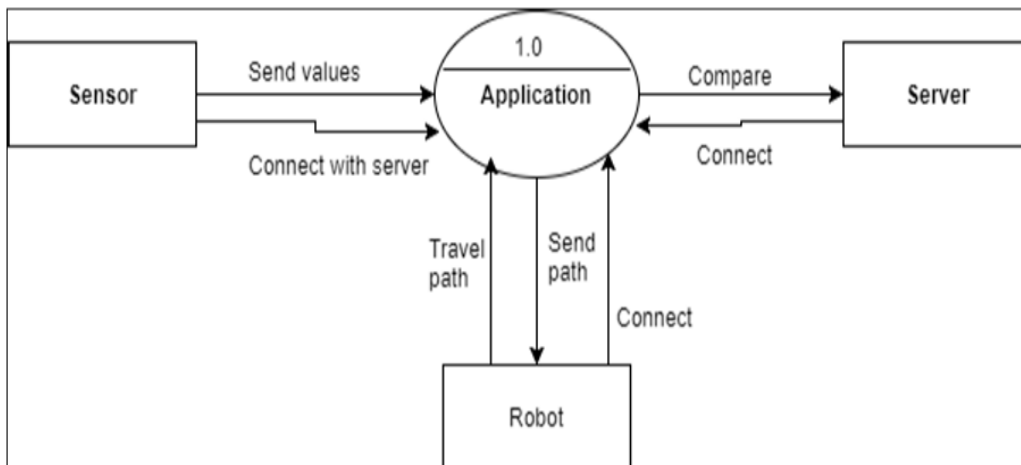 1.0
Send values
Compare
Sensor
Application
Server
Connect with server
Connect
Travel
path
Send
path
Connect
Robot